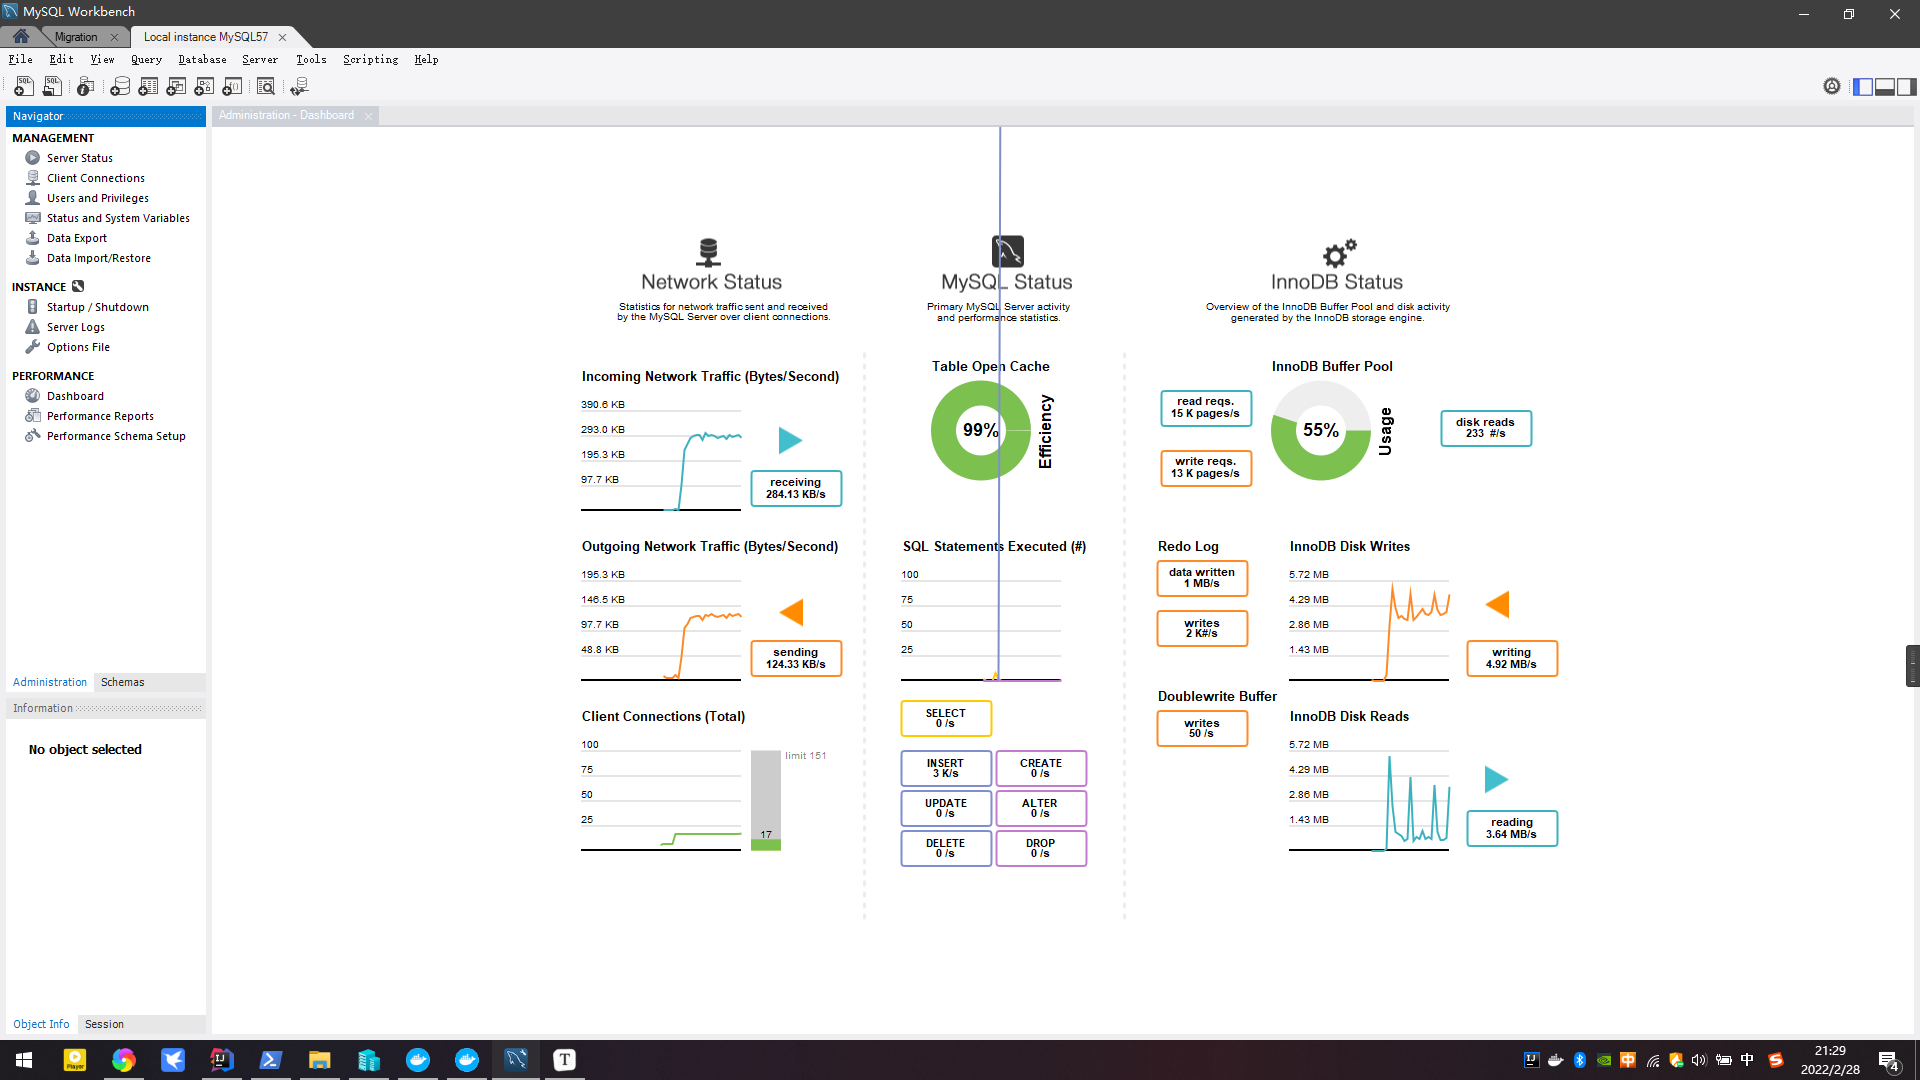 MySQL Workbench
Migration
Local instance MySQL57
File Edit View Query Database Server Tools Scripting Help
Navigator
MANAGEMENT
Server Status
Client Connections
Users and Privileges
Status and System Variables
Data Export
Data Import/Restore
INSTANCE
Startup / Shutdown
Server Logs
Options File
PERFORMANCE
Dashboard
Performance Reports
Performance Schema Setup
Administration Schemas
Information
No object selected
Object Info Session
Administration - Dashboard
Network Status
Statistics for network traffic sent and received
by the MySQL Server over client connections.
Incoming Network Traffic (Bytes/Second)
390.6 KB
293.0 KB
195.3 KB
97.7 KB
receiving
284.13 KB/s
Outgoing Network Traffic (Bytes/Second)
195.3 KB
146.5 KB
97.7 KB
48.8 KB
sending
124.33 KB/s
Client Connections (Total)
100
75
50
25
limit 151
17
MySQL Status
Primary MySQL Server activity
and performance statistics.
Table Open Cache
99%
Efficiency
SQL Statements Executed (#)
100
75
50
25
SELECT
0 /s
INSERT
3 K/s
CREATE
0 /s
UPDATE
0 /s
ALTER
0 /s
DELETE
0 /s
DROP
0 /s
InnoDB Status
Overview of the InnoDB Buffer Pool and disk activity
generated by the InnoDB storage engine.
InnoDB Buffer Pool
read reqs.
15 K pages/s
write reqs.
13 K pages/s
55%
Usage
disk reads
233 #/s
Redo Log
data written
1 MB/s
writes
2 K#/s
Doublewrite Buffer
writes
50 /s
InnoDB Disk Writes
5.72 MB
4.29 MB
2.86 MB
1.43 MB
writing
4.92 MB/s
InnoDB Disk Reads
5.72 MB
4.29 MB
2.86 MB
1.43 MB
reading
3.64 MB/s
Player
IJ
T
IJ
中
中
S
21:29
2022/2/28
4